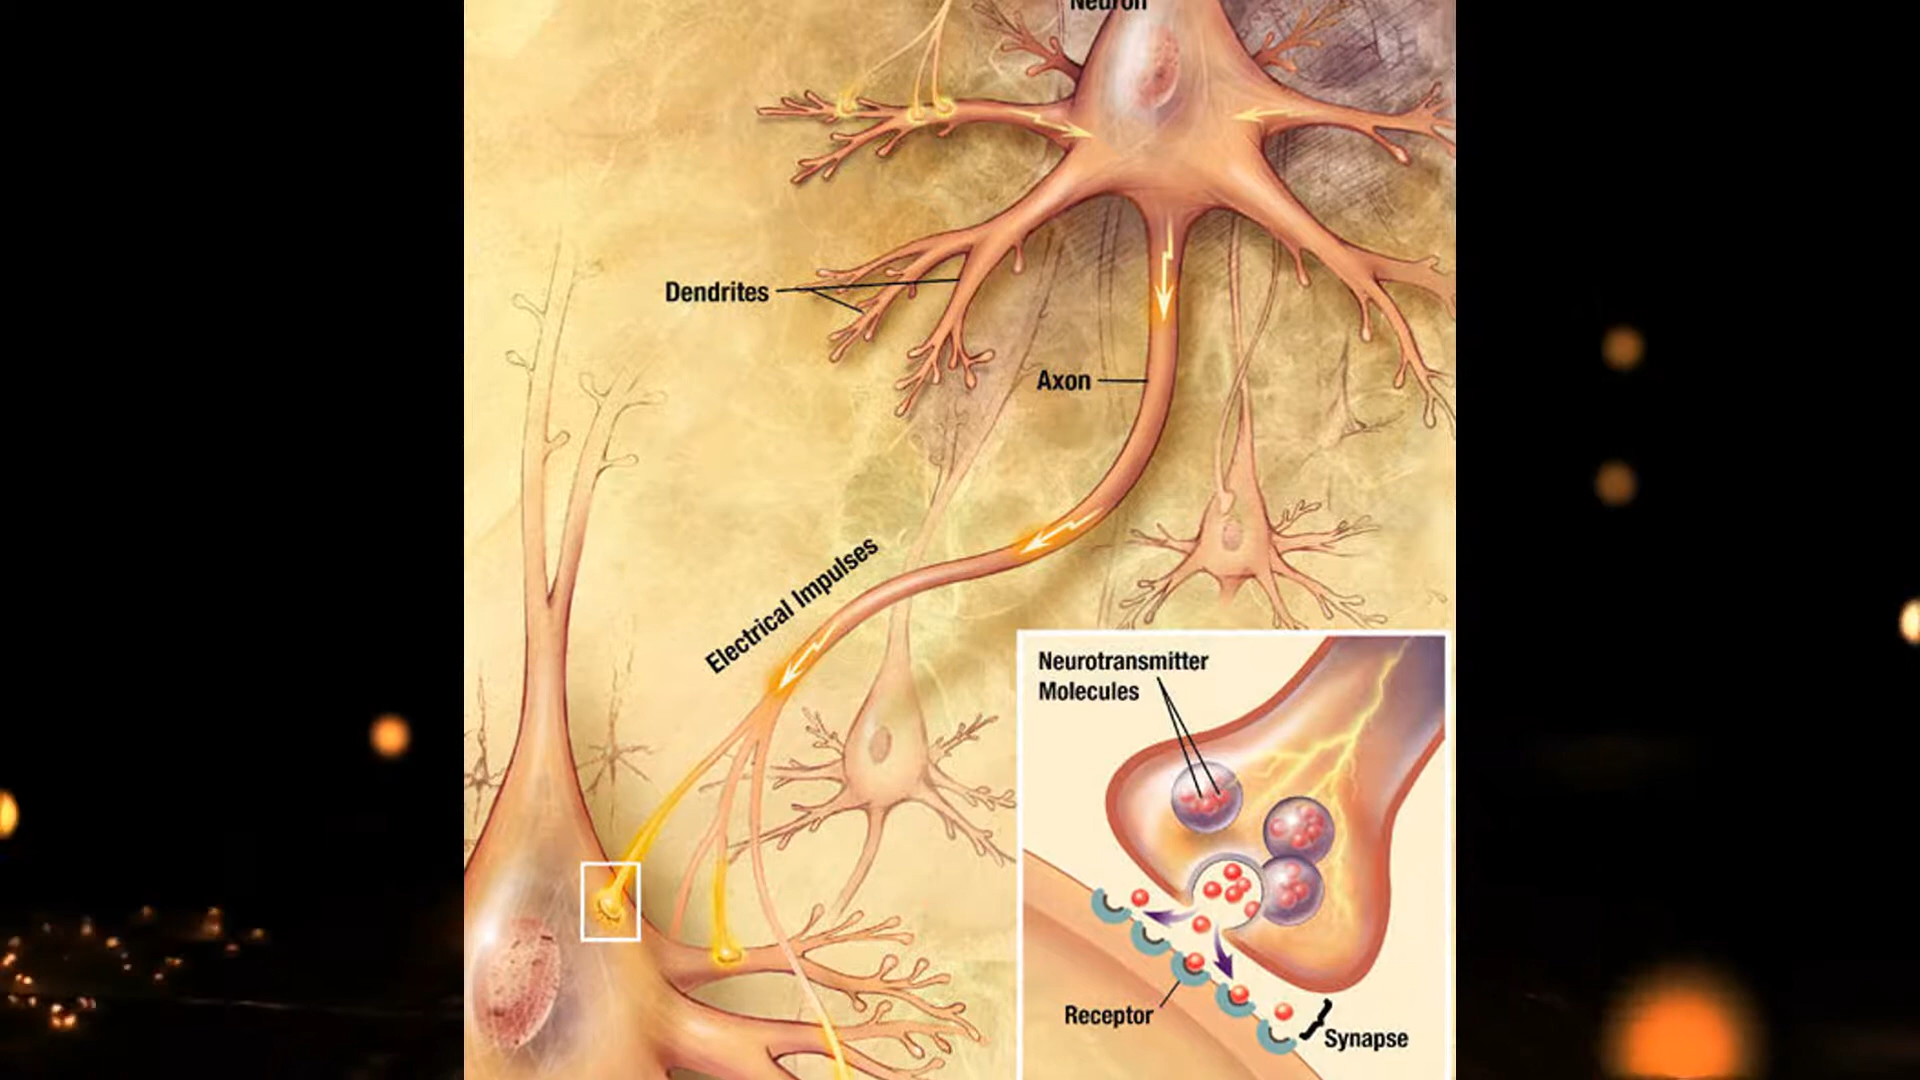 Neuron
Dendrites
Axon
Electrical Impulses
Neurotransmitter
Molecules
Receptor
Synapse